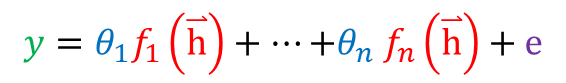 y = θ₁f₁(h⃗) + ⋯ +θₙ fₙ(h⃗) + e